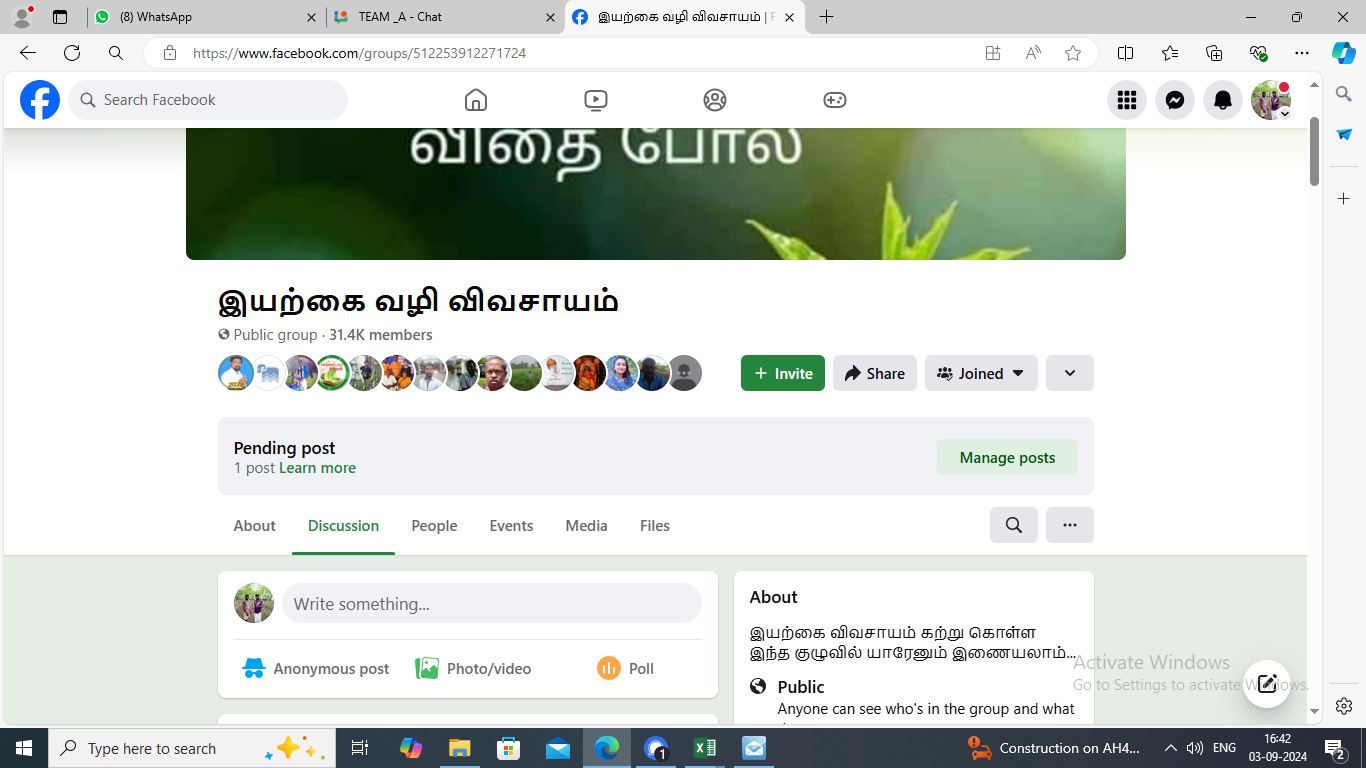 (8) WhatsApp
TEAM _A - Chat
இயற்கை வழி விவசாயம் | F
https://www.facebook.com/groups/512253912271724
Search Facebook
விதை போல
இயற்கை வழி விவசாயம்
Public group · 31.4K members
+ Invite
Share
Joined
Pending post
1 post Learn more
Manage posts
About
Discussion
People
Events
Media
Files
Write something...
Anonymous post
Photo/video
Poll
About
இயற்கை விவசாயம் கற்று கொள்ள
இந்த குழுவில் யாரேனும் இணையலாம்...
Public
Anyone can see who's in the group and what
Activate Windows
Go to Settings to activate Windows.
Type here to search
1
Construction on AH4...
ENG
16:42
03-09-2024
2